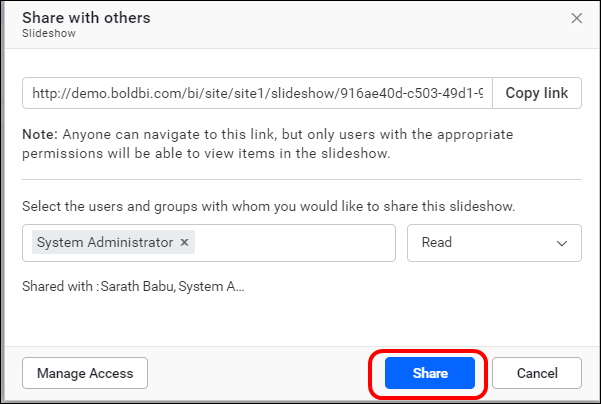 Share with others
Slideshow
http://demo.boldbi.com/bi/site/site1/slideshow/916ae40d-c503-49d1-9
Copy link
Note: Anyone can navigate to this link, but only users with the appropriate
permissions will be able to view items in the slideshow.
Select the users and groups with whom you would like to share this slideshow.
System Administrator ×
Read
Shared with :Sarath Babu, System A...
Manage Access
Share
Cancel